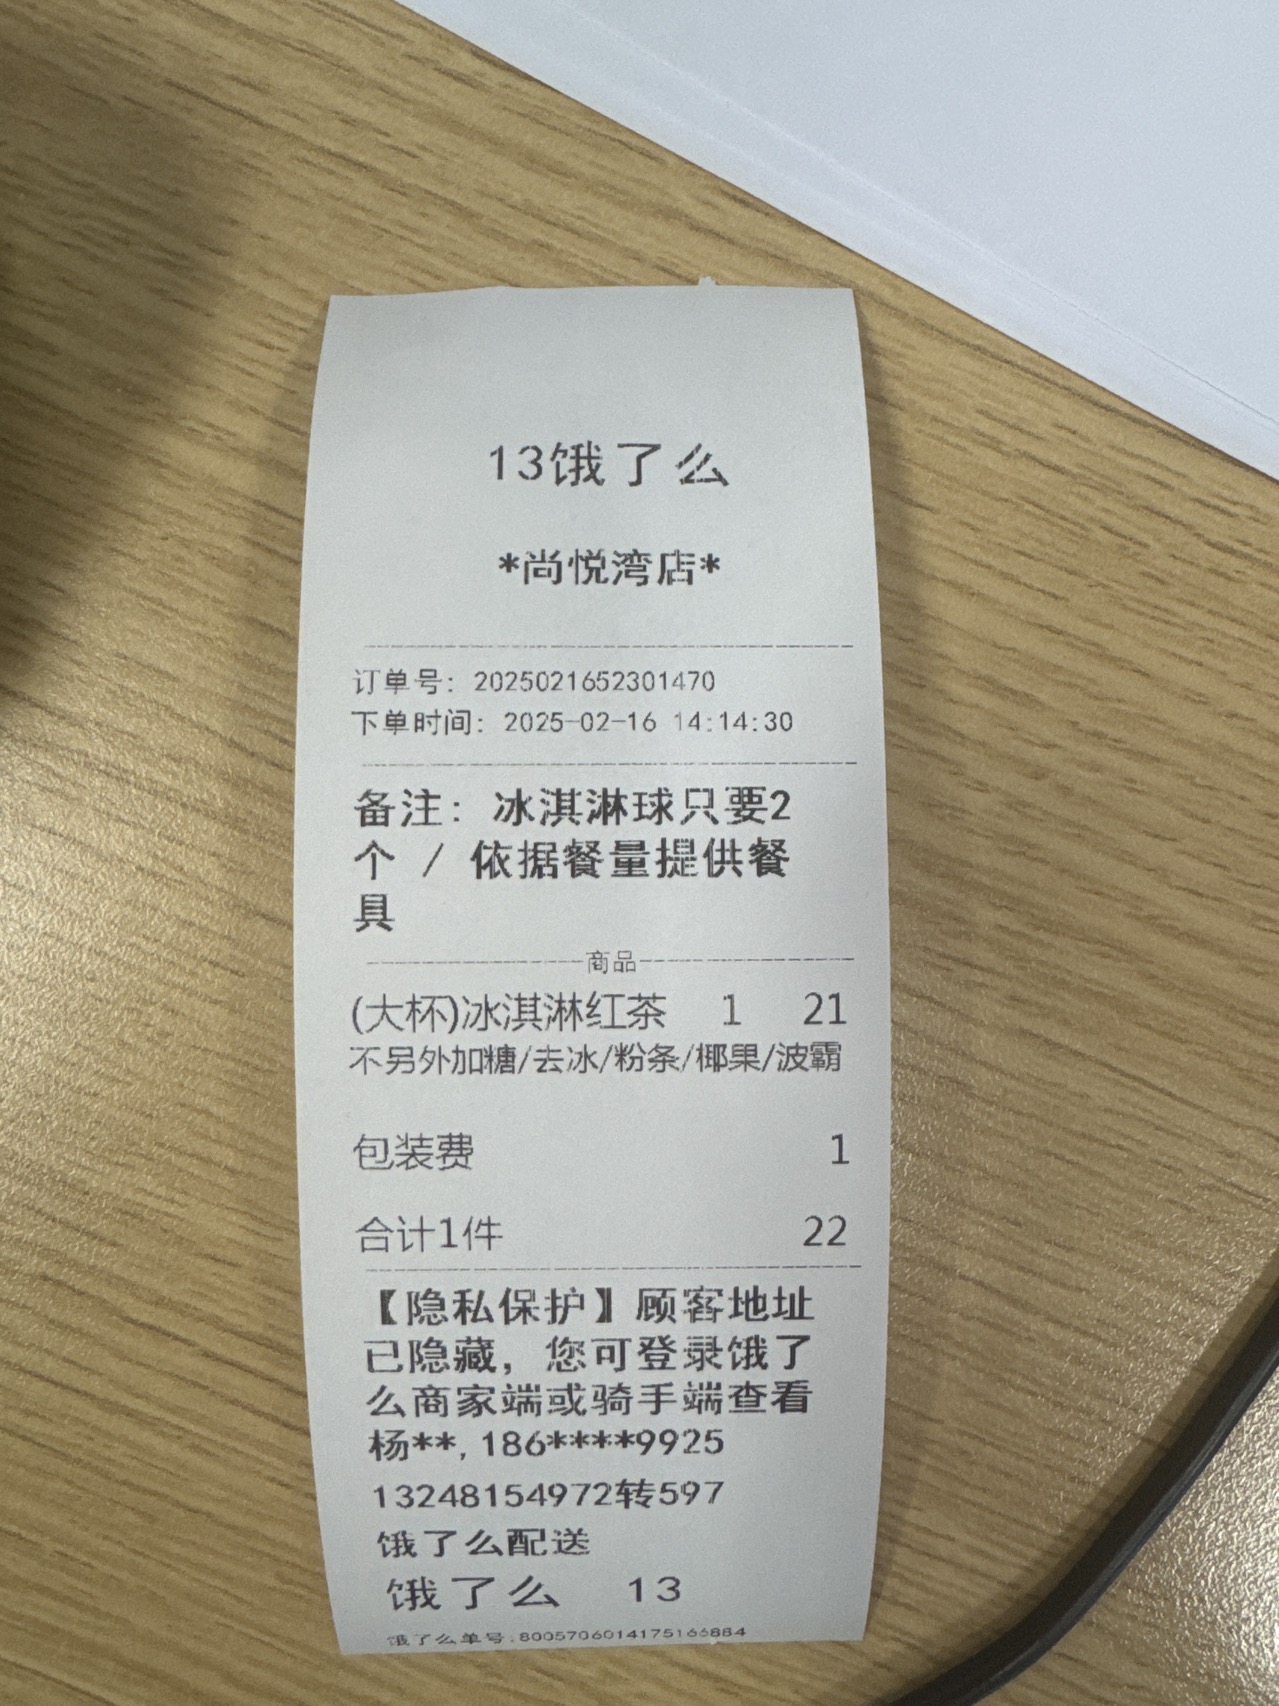 13饿了么
*尚悦湾店*
订单号: 2025021652301470
下单时间: 2025-02-16 14:14:30
备注: 冰淇淋球只要2
个 / 依据餐量提供餐
具
商品
(大杯)冰淇淋红茶 1 21
不另外加糖/去冰/粉条/椰果/波霸
包装费 1
合计1件 22
【隐私保护】顾客地址
已隐藏, 您可登录饿了
么商家端或骑手端查看
杨**, 186****9925
13248154972转597
饿了么配送
饿了么 13
饿了么单号:8005706014175166884